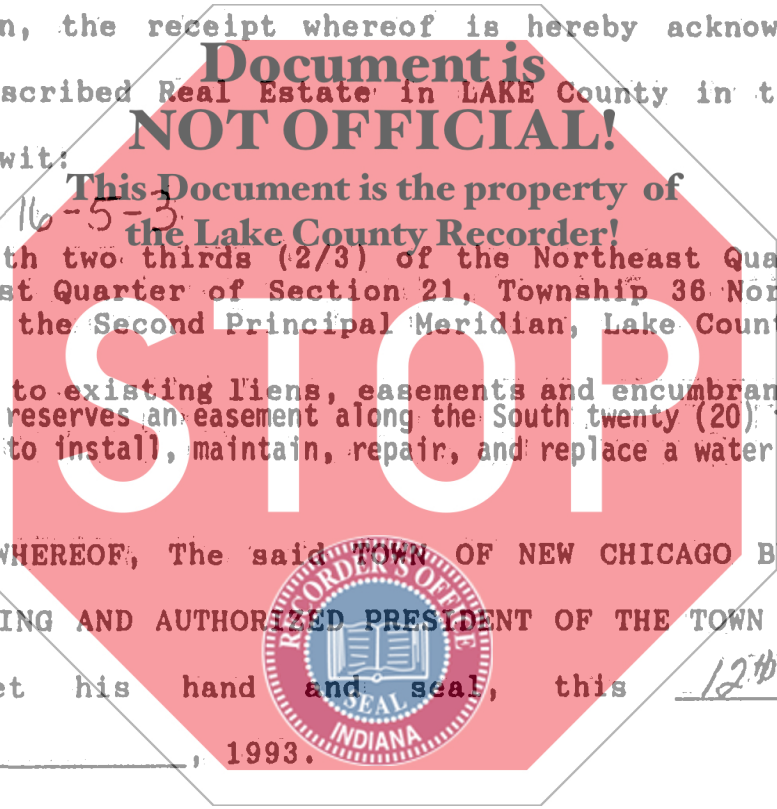 n, the receipt whereof is hereby acknow
Document is
scribed Real Estate in LAKE County in t
NOT OFFICIAL!
wit:
This Document is the property of
16-5-3
the Lake County Recorder!
th two thirds (2/3) of the Northeast Qua
st Quarter of Section 21, Township 36 Nor
the Second Principal Meridian, Lake Count
STOP
to existing liens, easements and encumbran
reserves an easement along the South twenty (20)
to install, maintain, repair, and replace a water
WHEREOF, The said TOWN OF NEW CHICAGO B
ING AND AUTHORIZED PRESIDENT OF THE TOWN
et his hand and seal, this 12th
, 1993.
RECORDER'S OFFICE
SEAL
INDIANA